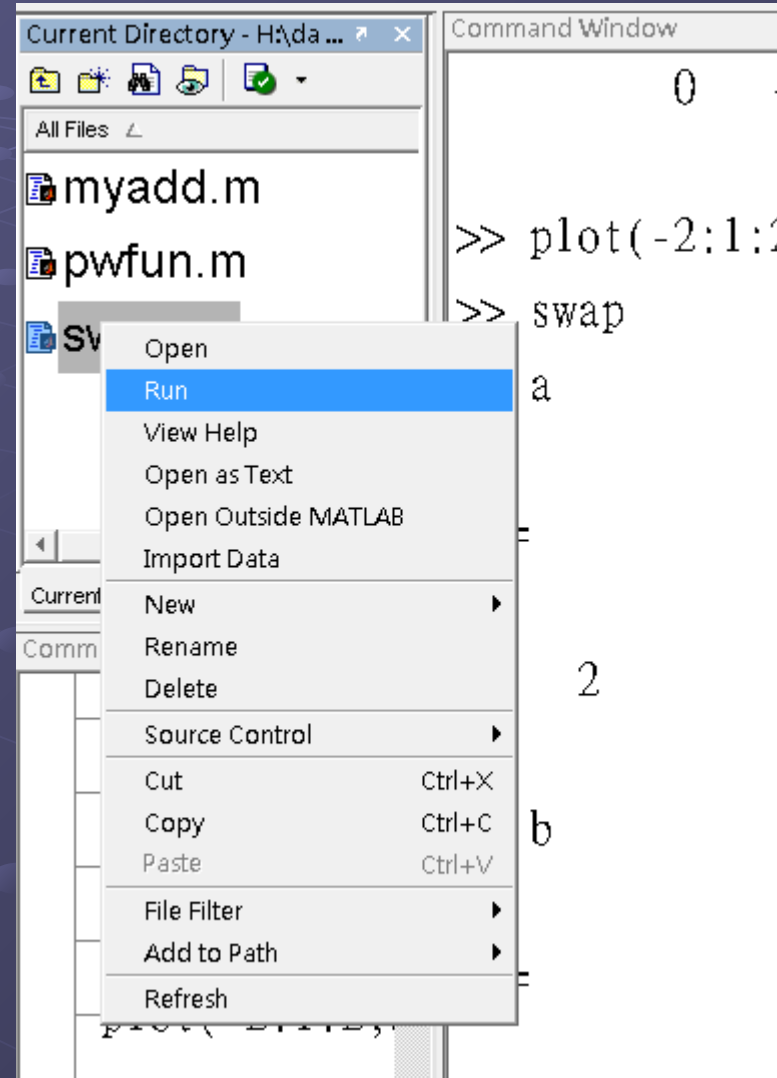 Current Directory - H:\da ...
All Files
myadd.m
pwfun.m
Current
Open
Run
View Help
Open as Text
Open Outside MATLAB
Import Data
New
Rename
Delete
Source Control
Cut Ctrl+X
Copy Ctrl+C
Paste Ctrl+V
File Filter
Add to Path
Refresh
Command Window
0
>> plot(-2:1:2
>> swap
a
=
2
b
=